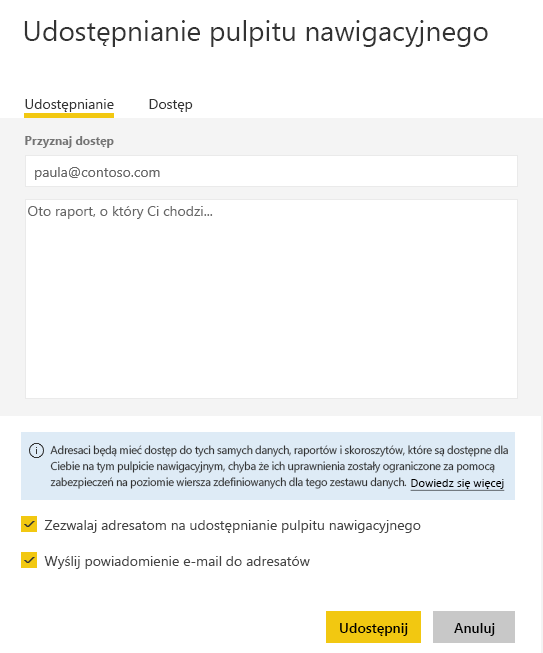 Udostępnianie pulpitu nawigacyjnego
Udostępnianie Dostęp
Przyznaj dostęp
paula@contoso.com
Oto raport, o który Ci chodzi...
Adresaci będą mieć dostęp do tych samych danych, raportów i skoroszytów, które są dostępne dla
Ciebie na tym pulpicie nawigacyjnym, chyba że ich uprawnienia zostały ograniczone za pomocą
zabezpieczeń na poziomie wiersza zdefiniowanych dla tego zestawu danych. Dowiedz się więcej
Zezwalaj adresatom na udostępnianie pulpitu nawigacyjnego
Wyślij powiadomienie e-mail do adresatów
Udostępnij Anuluj